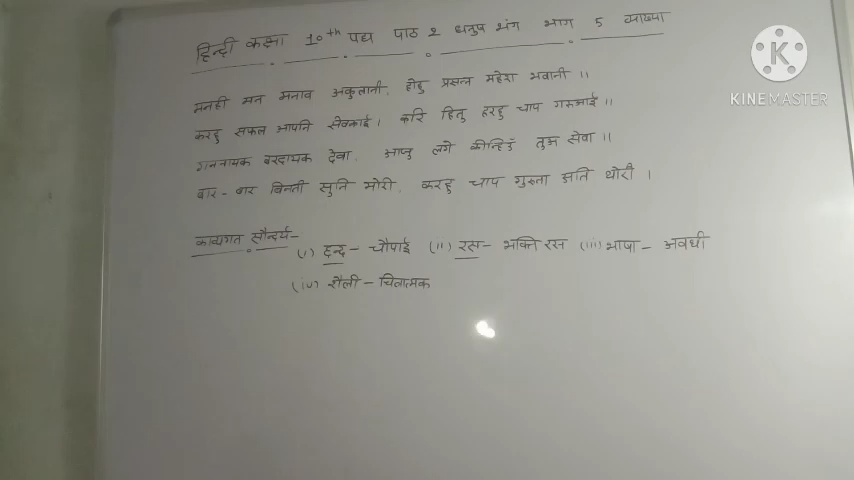 हिन्दी कक्षा 10th पद्य पाठ 2 धनुष भंग भाग 5 व्याख्या
मनही मन मनाव अकुलानी, होहु प्रसन्न महेश भवानी ।।
करहु सफल आपनि सेवकाई । करि हितु हरहु चाप गरुआई ।।
गननायक बरदायक देवा, आजु लगे कीन्हिउँ तुअ सेवा ।।
बार-बार बिनती सुनि मोरी, करहु चाप गुरुता अति थोरी ।
काव्यगत सौन्दर्य-
(i) छन्द - चौपाई (ii) रस- भक्ति रस (iii) भाषा - अवधी
(iv) शैली - चित्रात्मक
KINEMASTER